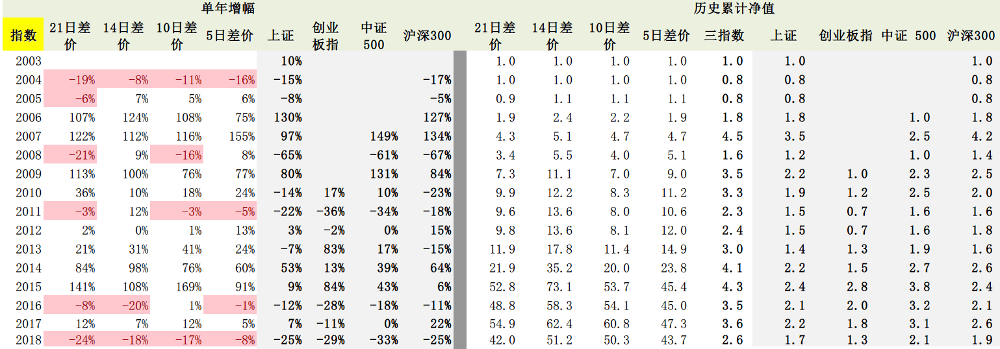 单年增幅 历史累计净值
指数 21日差价 14日差价 10日差价 5日差价 上证 创业板指 中证500 沪深300 21日差价 14日差价 10日差价 5日差价 三指数 上证 创业板指 中证 500 沪深300
2003 10% 1.0 1.0 1.0 1.0 1.0 1.0 1.0
2004 -19% -8% -11% -16% -15% -17% 1.0 1.0 1.0 1.0 0.8 0.8 0.8
2005 -6% 7% 5% 6% -8% -5% 0.9 1.1 1.1 1.1 0.8 0.8 0.8
2006 107% 124% 108% 75% 130% 127% 1.9 2.4 2.2 1.9 1.8 1.8 1.0 1.8
2007 122% 112% 116% 155% 97% 149% 134% 4.3 5.1 4.7 4.7 4.5 3.5 2.5 4.2
2008 -21% 9% -16% 8% -65% -61% -67% 3.4 5.5 4.0 5.1 1.6 1.2 1.0 1.4
2009 113% 100% 76% 77% 80% 131% 84% 7.3 11.1 7.0 9.0 3.5 2.2 1.0 2.3 2.5
2010 36% 10% 18% 24% -14% 17% 10% -23% 9.9 12.2 8.3 11.2 3.3 1.9 1.2 2.5 2.0
2011 -3% 12% -3% -5% -22% -36% -34% -18% 9.6 13.6 8.0 10.6 2.3 1.5 0.7 1.6 1.6
2012 2% 0% 1% 13% 3% -2% 0% 15% 9.8 13.6 8.1 12.0 2.4 1.5 0.7 1.6 1.8
2013 21% 31% 41% 24% -7% 83% 17% -15% 11.9 17.8 11.4 14.9 3.0 1.4 1.3 1.9 1.6
2014 84% 98% 76% 60% 53% 13% 39% 64% 21.9 35.2 20.0 23.8 4.1 2.2 1.5 2.7 2.6
2015 141% 108% 169% 91% 9% 84% 43% 6% 52.8 73.1 53.7 45.4 4.3 2.4 2.8 3.8 2.4
2016 -8% -20% 1% -1% -12% -28% -18% -11% 48.8 58.3 54.1 45.0 3.5 2.1 2.0 3.2 2.1
2017 12% 7% 12% 5% 7% -11% 0% 22% 54.9 62.4 60.8 47.3 3.6 2.2 1.8 3.1 2.6
2018 -24% -18% -17% -8% -25% -29% -33% -25% 42.0 51.2 50.3 43.7 2.6 1.7 1.3 2.1 1.9